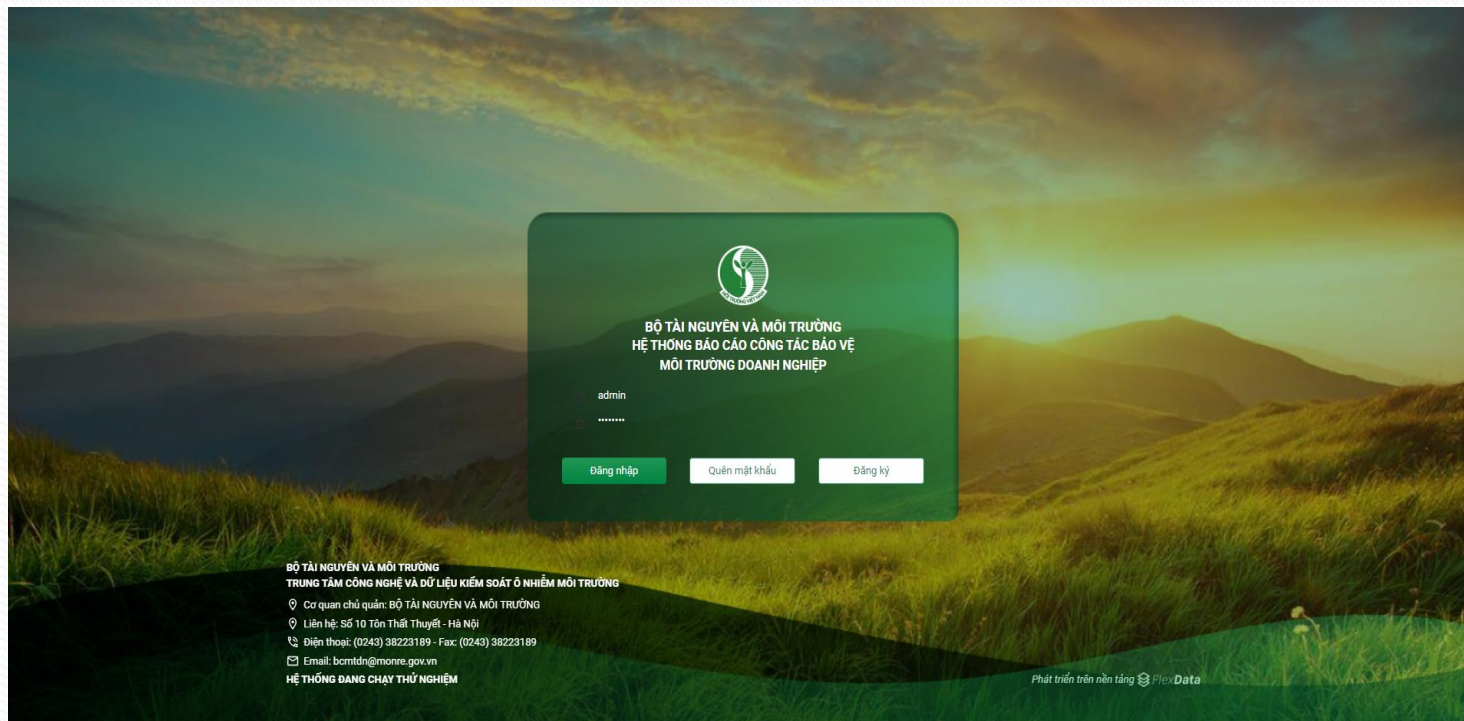 MÔI TRƯỜNG VIỆT NAM
BỘ TÀI NGUYÊN VÀ MÔI TRƯỜNG
HỆ THỐNG BÁO CÁO CÔNG TÁC BẢO VỆ
MÔI TRƯỜNG DOANH NGHIỆP
admin
••••••••
Đăng nhập
Quên mật khẩu
Đăng ký
BỘ TÀI NGUYÊN VÀ MÔI TRƯỜNG
TRUNG TÂM CÔNG NGHỆ VÀ DỮ LIỆU KIỂM SOÁT Ô NHIỄM MÔI TRƯỜNG
Cơ quan chủ quản: BỘ TÀI NGUYÊN VÀ MÔI TRƯỜNG
Liên hệ: Số 10 Tôn Thất Thuyết - Hà Nội
Điện thoại: (0243) 38223189 - Fax: (0243) 38223189
Email: bcmtdn@monre.gov.vn
HỆ THỐNG ĐANG CHẠY THỬ NGHIỆM
Phát triển trên nền tảng FlexData